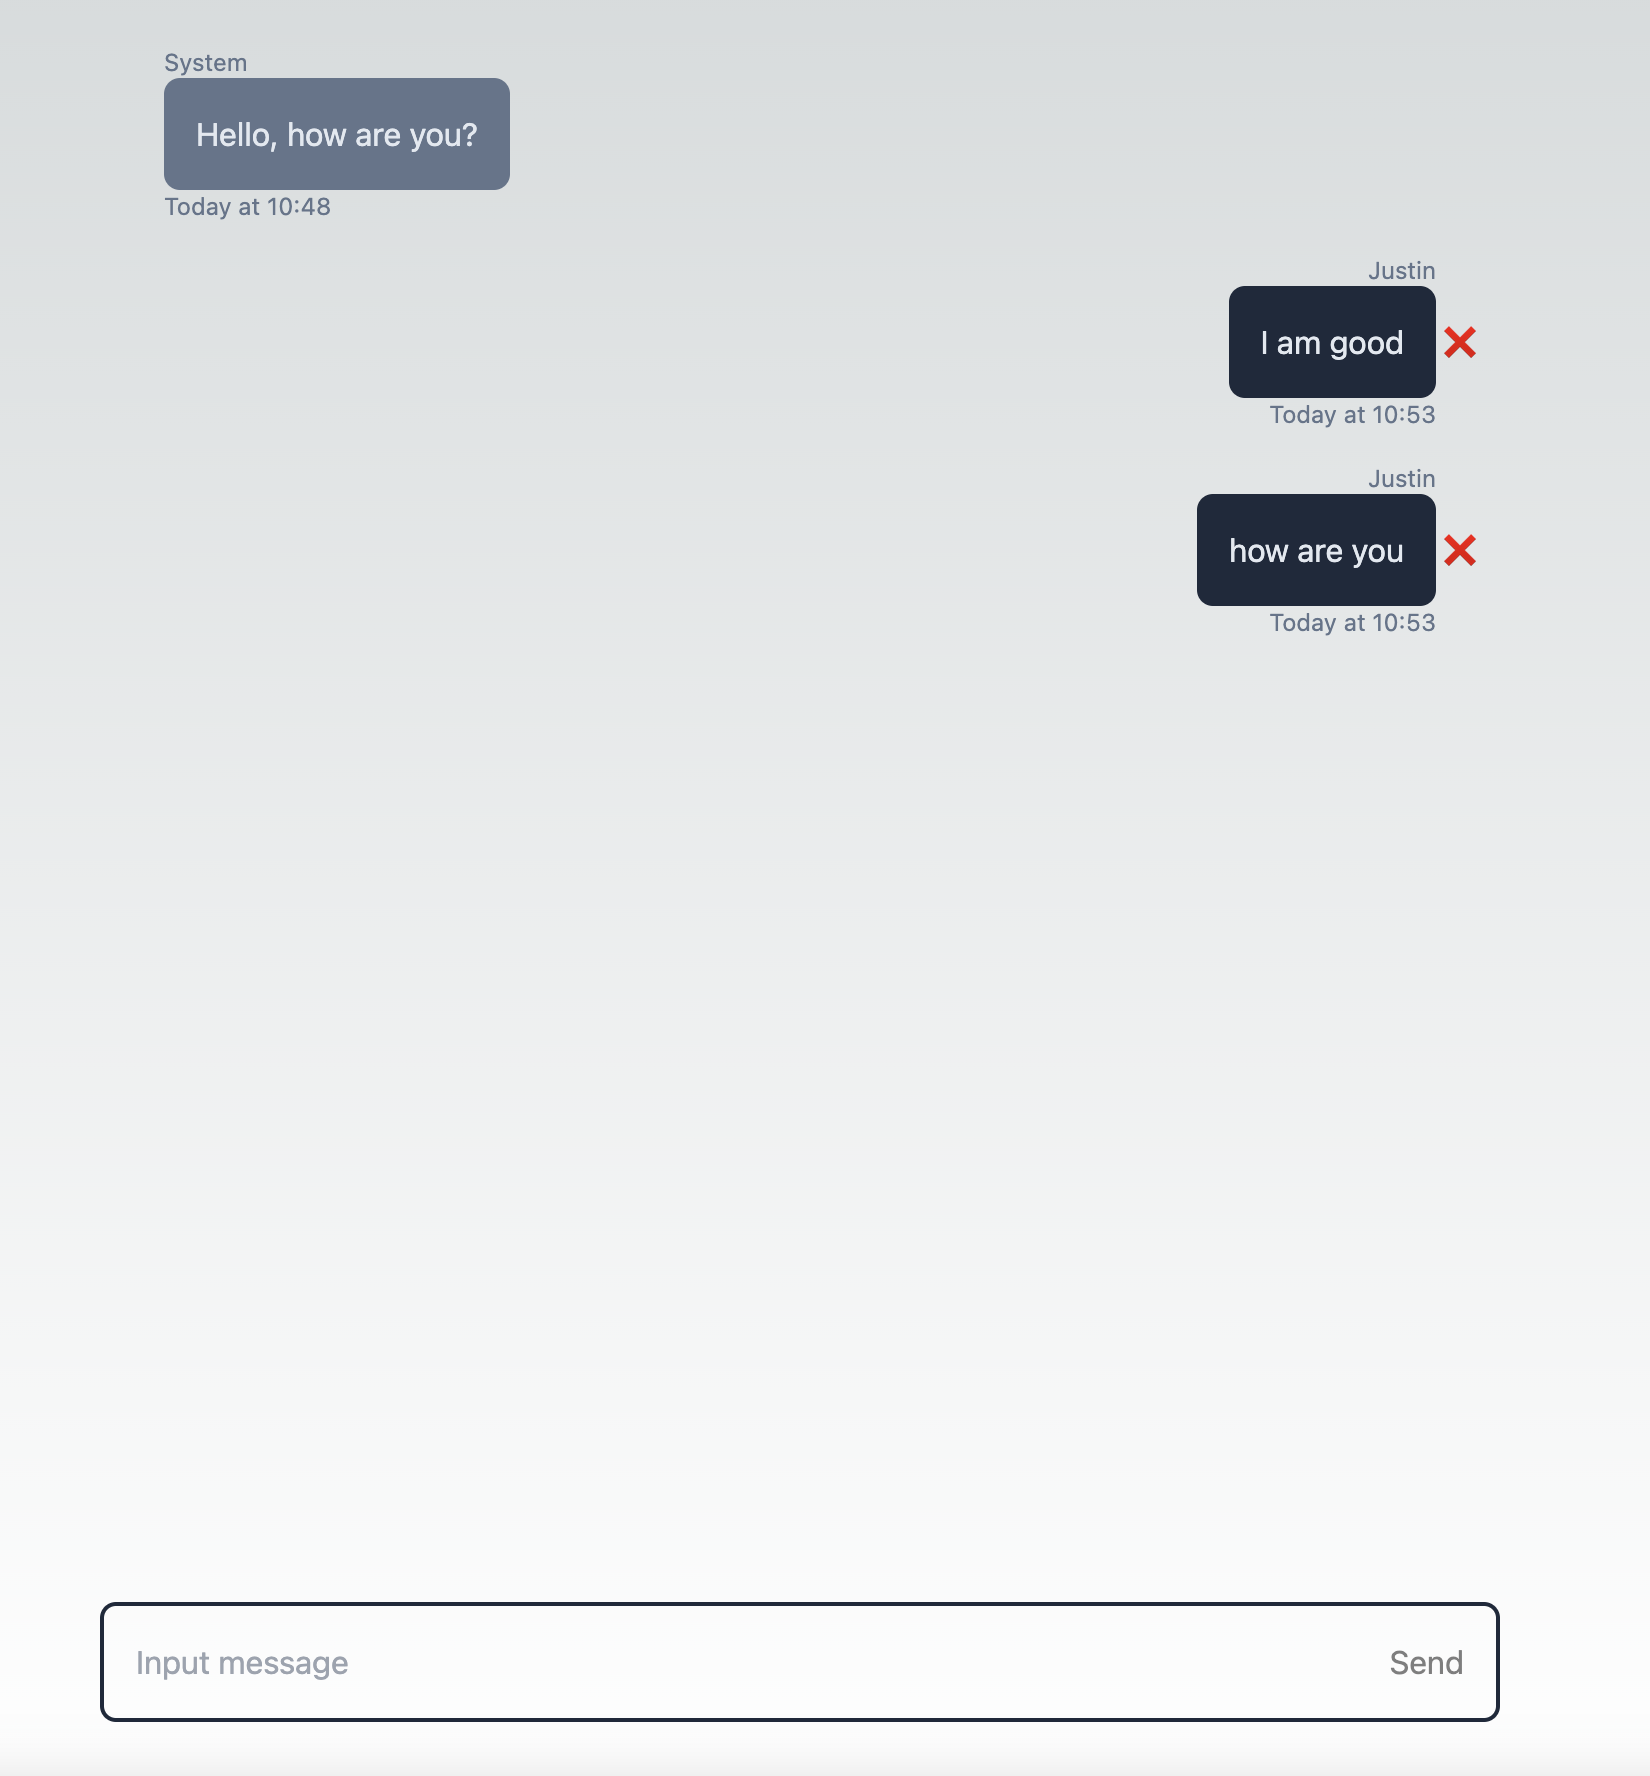 System
Hello, how are you?
Today at 10:48
Justin
I am good
Today at 10:53
Justin
how are you
Today at 10:53
Input message
Send